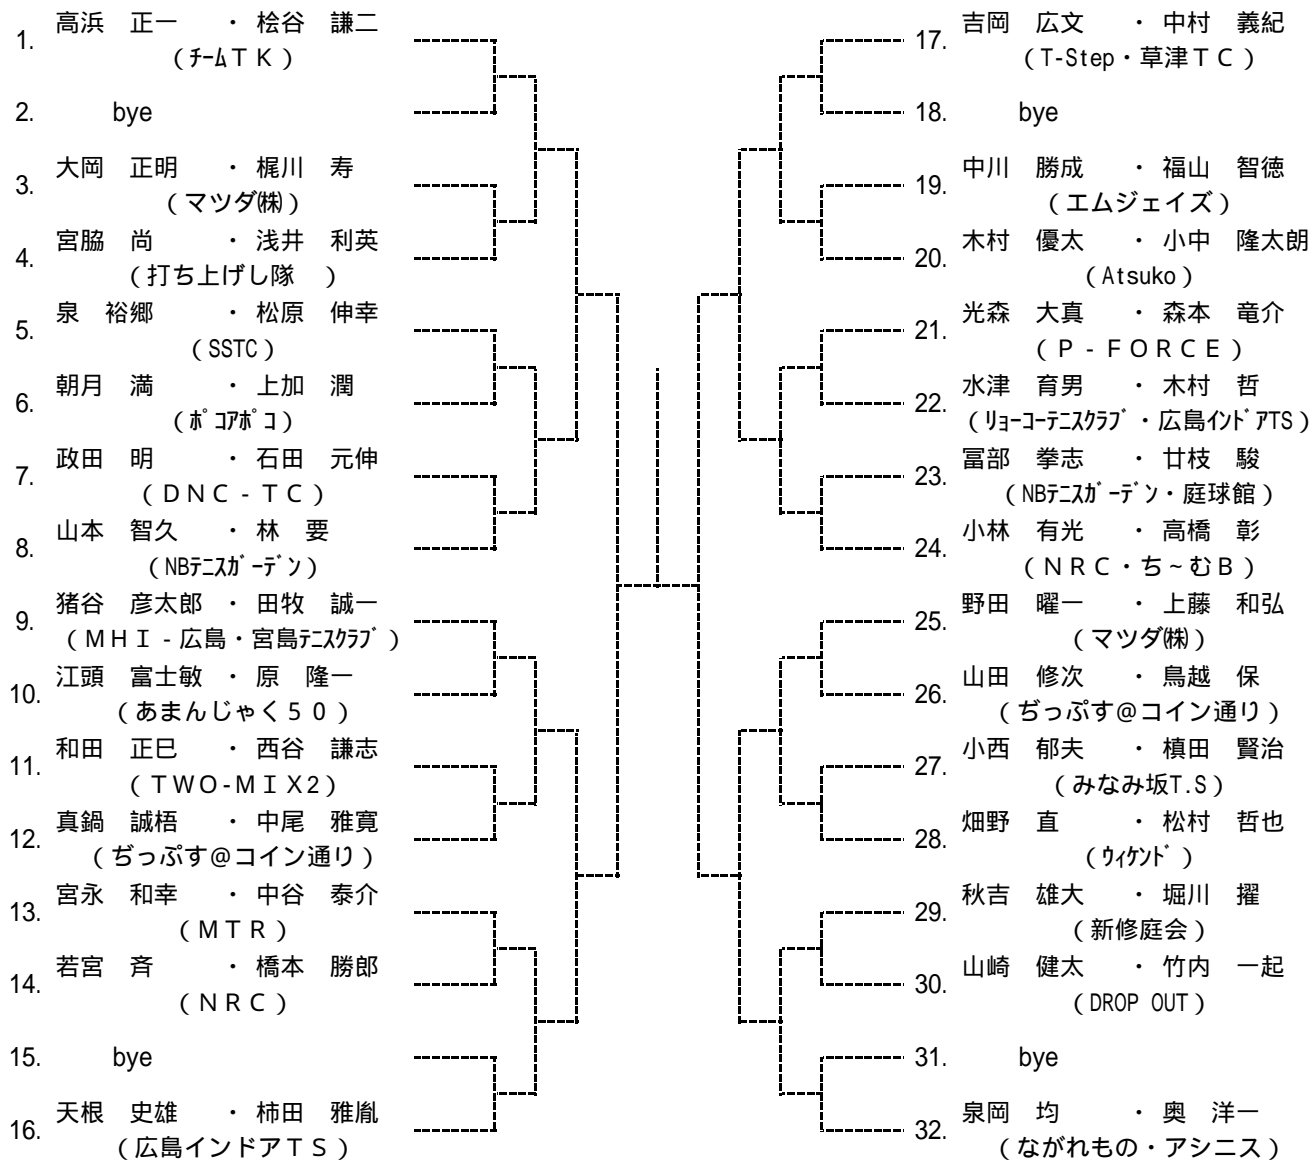 1. 高浜　正一　・ 桧谷　謙二
(ﾁｰﾑＴＫ)
2. bye
3. 大岡　正明　・ 梶川　寿
(マツダ㈱)
4. 宮脇　尚　・ 浅井　利英
(打ち上げし隊　)
5. 泉　裕郷　・ 松原　伸幸
(SSTC)
6. 朝月　満　・ 上加　潤
(ﾎﾟｺｱﾎﾟｺ)
7. 政田　明　・ 石田　元伸
(ＤＮＣ-ＴＣ)
8. 山本　智久　・ 林　要
(NBﾃﾆｽｶﾞｰﾃﾞﾝ)
9. 猪谷　彦太郎　・ 田牧　誠一
(ＭＨＩ-広島・宮島ﾃﾆｽｸﾗﾌﾞ)
10. 江頭　富士敏　・ 原　隆一
(あまんじゃく５０)
11. 和田　正巳　・ 西谷　謙志
(ＴＷＯ-ＭＩＸ2)
12. 真鍋　誠梧　・ 中尾　雅寛
(ぢっぷす@コイン通り)
13. 宮永　和幸　・ 中谷　泰介
(ＭＴＲ)
14. 若宮　斉　・ 橋本　勝郎
(ＮＲＣ)
15. bye
16. 天根　史雄　・ 柿田　雅胤
(広島インドアＴＳ)
17. 吉岡　広文　・ 中村　義紀
(T-Step・草津ＴＣ)
18. bye
19. 中川　勝成　・ 福山　智徳
(エムジェイズ)
20. 木村　優太　・ 小中　隆太朗
(Atsuko)
21. 光森　大真　・ 森本　竜介
(Ｐ-ＦＯＲＣＥ)
22. 水津　育男　・ 木村　哲
(ﾘｮｰｺｰﾃﾆｽｸﾗﾌﾞ・広島ｲﾝﾄﾞｱTS)
23. 冨部　拳志　・ 廿枝　駿
(NBﾃﾆｽｶﾞｰﾃﾞﾝ・庭球館)
24. 小林　有光　・ 高橋　彰
(ＮＲＣ・ち~むＢ)
25. 野田　曜一　・ 上藤　和弘
(マツダ㈱)
26. 山田　修次　・ 鳥越　保
(ぢっぷす@コイン通り)
27. 小西　郁夫　・ 槙田　賢治
(みなみ坂T.S)
28. 畑野　直　・ 松村　哲也
(ｳｨｹﾝﾄﾞ)
29. 秋吉　雄大　・ 堀川　擢
(新修庭会)
30. 山崎　健太　・ 竹内　一起
(DROP OUT)
31. bye
32. 泉岡　均　・ 奥　洋一
(ながれもの・アシニス)